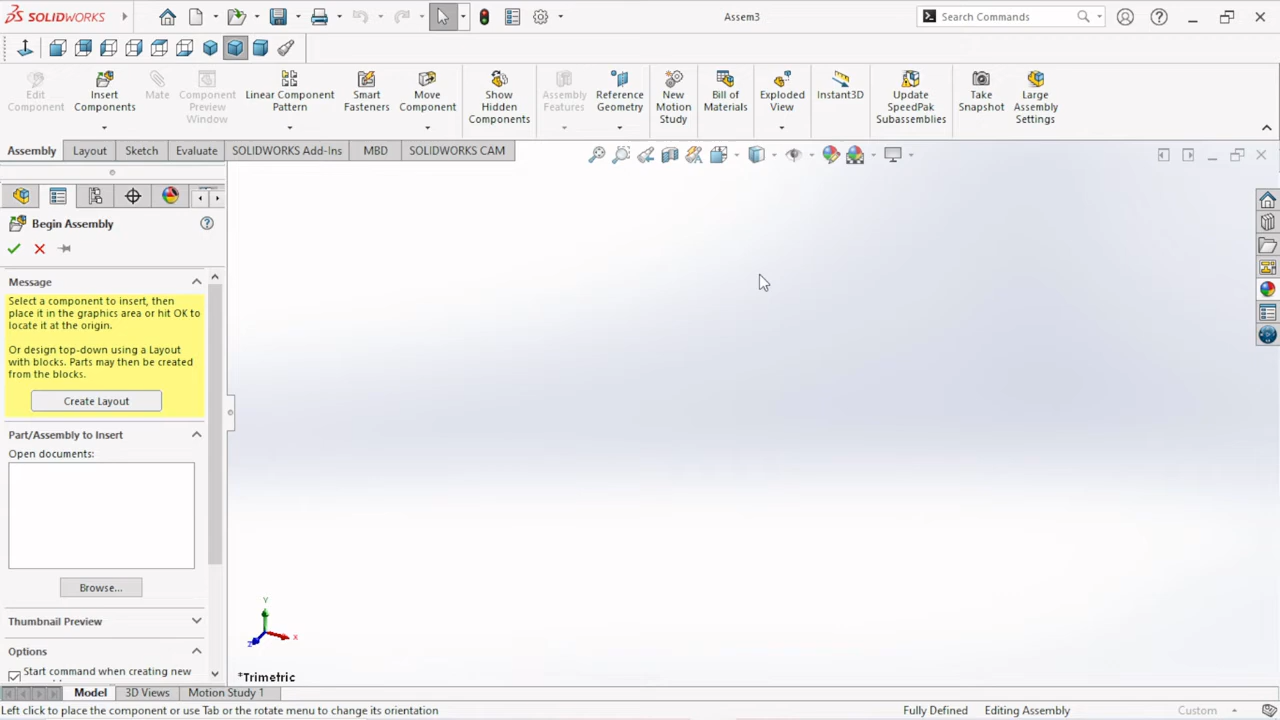 SOLIDWORKS
Assem3
Search Commands
Edit
Component
Insert
Components
Mate
Component
Preview
Window
Linear Component
Pattern
Smart
Fasteners
Move
Component
Show
Hidden
Components
Assembly
Features
Reference
Geometry
New
Motion
Study
Bill of
Materials
Exploded
View
Instant3D
Update
SpeedPak
Subassemblies
Take
Snapshot
Large
Assembly
Settings
Assembly Layout Sketch Evaluate SOLIDWORKS Add-Ins MBD SOLIDWORKS CAM
Begin Assembly
Message
Select a component to insert, then
place it in the graphics area or hit OK to
locate it at the origin.
Or design top-down using a Layout
with blocks. Parts may then be created
from the blocks.
Create Layout
Part/Assembly to Insert
Open documents:
Browse...
Thumbnail Preview
Options
Start command when creating new
Y
X
Z
*Trimetric
Model 3D Views Motion Study 1
Left click to place the component or use Tab or the rotate menu to change its orientation
Fully Defined Editing Assembly Custom